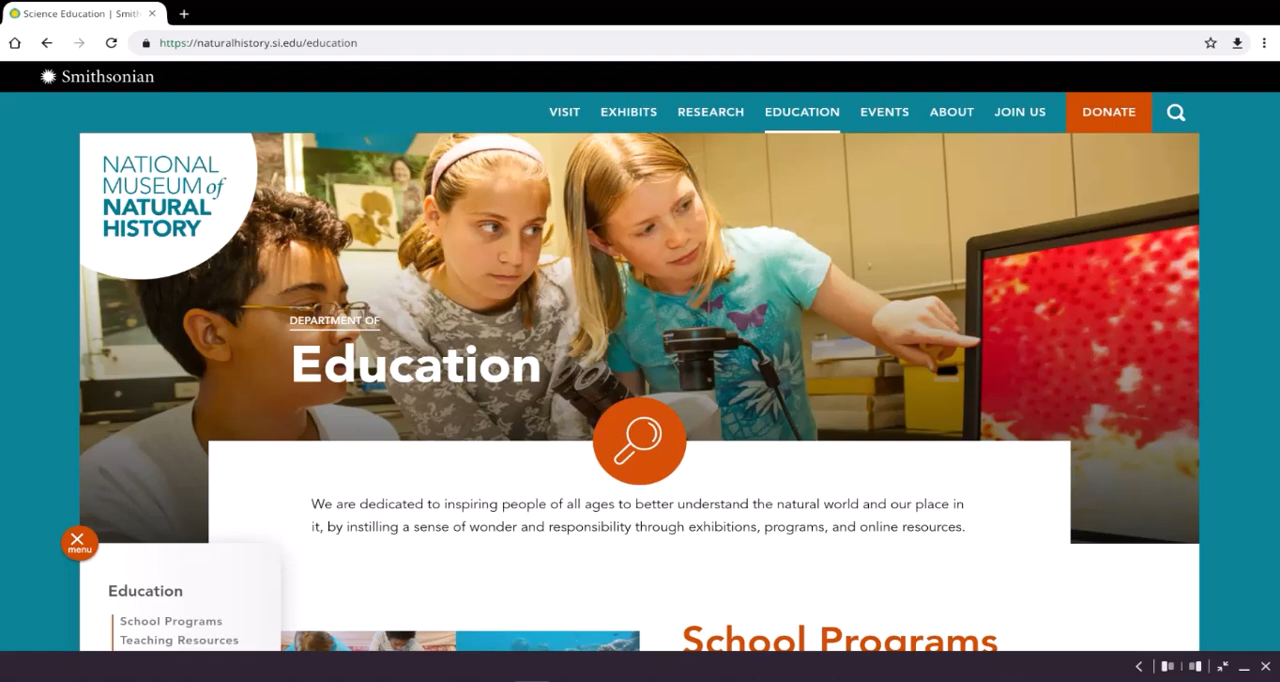 Science Education | Smith
https://naturalhistory.si.edu/education
Smithsonian
VISIT EXHIBITS RESEARCH EDUCATION EVENTS ABOUT JOIN US DONATE
NATIONAL
MUSEUM of
NATURAL
HISTORY
DEPARTMENT OF
Education
We are dedicated to inspiring people of all ages to better understand the natural world and our place in
it, by instilling a sense of wonder and responsibility through exhibitions, programs, and online resources.
menu
Education
School Programs
Teaching Resources
School Programs